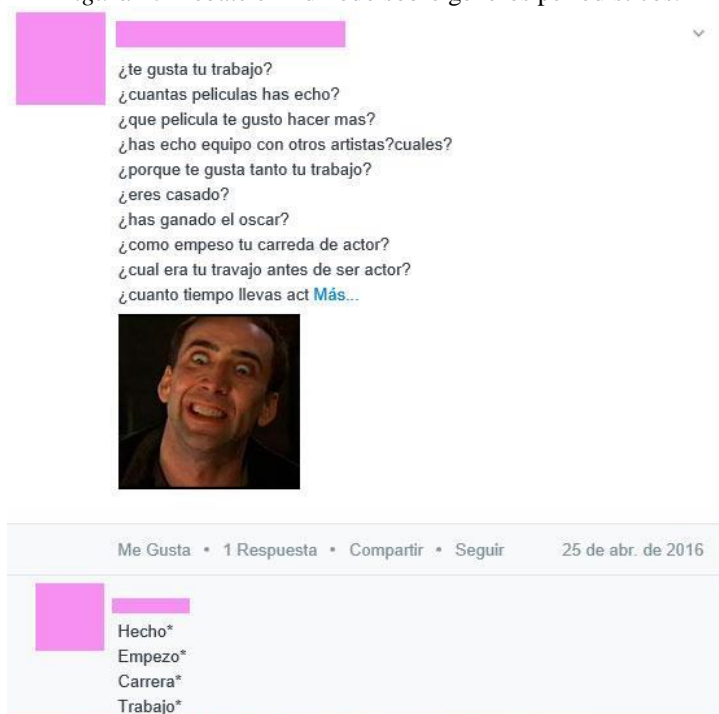 ¿te gusta tu trabajo?
¿cuantas peliculas has echo?
¿que pelicula te gusto hacer mas?
¿has echo equipo con otros artistas?cuales?
¿porque te gusta tanto tu trabajo?
¿eres casado?
¿has ganado el oscar?
¿como empeso tu carreda de actor?
¿cual era tu travajo antes de ser actor?
¿cuanto tiempo llevas act Más...
Me Gusta • 1 Respuesta • Compartir • Seguir 25 de abr. de 2016
Hecho*
Empezo*
Carrera*
Trabajo*